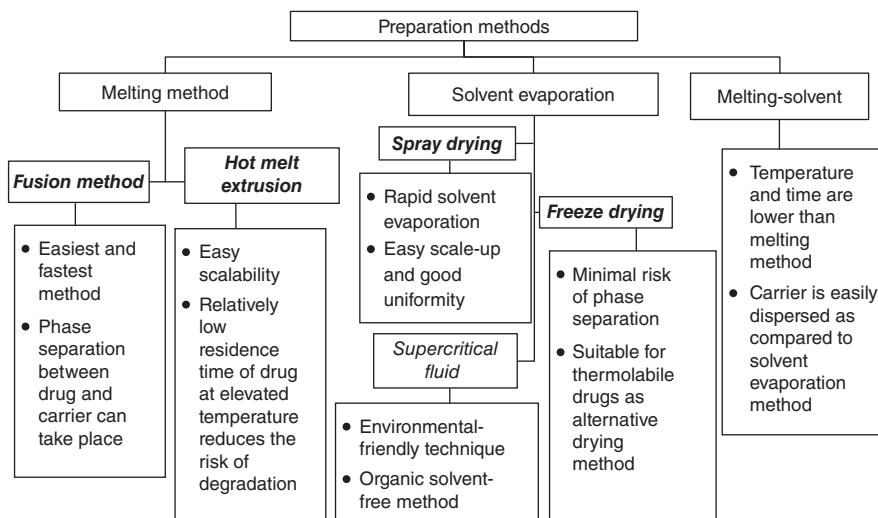 Preparation methods
Melting method
Solvent evaporation
Melting-solvent
Fusion method
Hot melt
extrusion
Spray drying
Freeze drying
Supercritical
fluid
• Easiest and
fastest
method
• Phase
separation
between
drug and
carrier can
take place
• Easy
scalability
• Relatively
low
residence
time of drug
at elevated
temperature
reduces the
risk of
degradation
• Rapid solvent
evaporation
• Easy scale-up
and good
uniformity
• Environmental-
friendly technique
• Organic solvent-
free method
• Minimal risk
of phase
separation
• Suitable for
thermolabile
drugs as
alternative
drying
method
• Temperature
and time are
lower than
melting
method
• Carrier is easily
dispersed as
compared to
solvent
evaporation
method